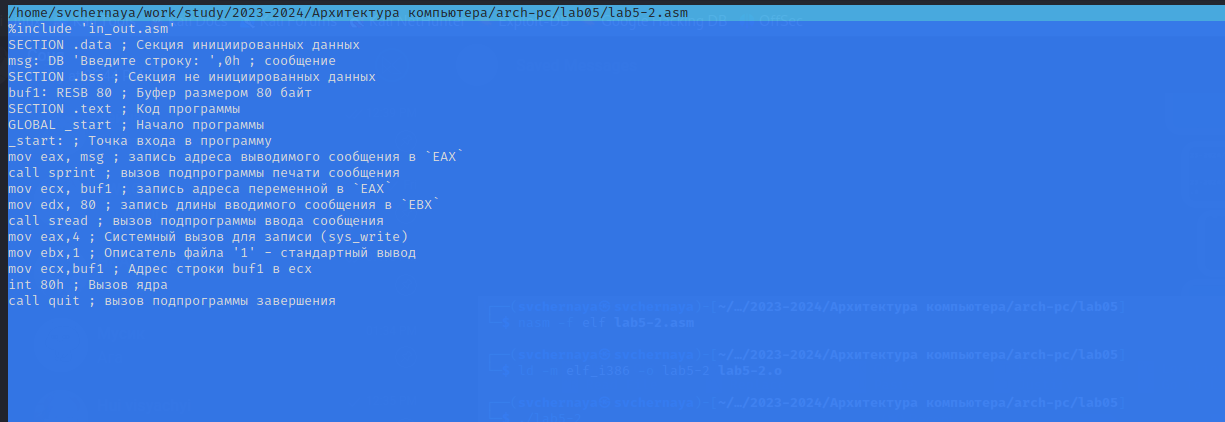 /home/svchernaya/work/study/2023-2024/Архитектура компьютера/arch-pc/lab05/lab5-2.asm
%include 'in_out.asm'
SECTION .data ; Секция инициированных данных
msg: DB 'Введите строку: ',0h ; сообщение
SECTION .bss ; Секция не инициированных данных
buf1: RESB 80 ; Буфер размером 80 байт
SECTION .text ; Код программы
GLOBAL _start ; Начало программы
_start: ; Точка входа в программу
mov eax, msg ; запись адреса выводимого сообщения в `EAX`
call sprint ; вызов подпрограммы печати сообщения
mov ecx, buf1 ; запись адреса переменной в `EAX`
mov edx, 80 ; запись длины вводимого сообщения в `EBX`
call sread ; вызов подпрограммы ввода сообщения
mov eax,4 ; Системный вызов для записи (sys_write)
mov ebx,1 ; Описатель файла '1' - стандартный вывод
mov ecx,buf1 ; Адрес строки buf1 в ecx
int 80h ; Вызов ядра
call quit ; вызов подпрограммы завершения
[~/../2023-2024/Архитектура компьютера/arch-pc/lab05]
elf lab5-2.asm
[~/../2023-2024/Архитектура компьютера/arch-pc/lab05]
elf_i386 lab5-2 lab5-2.o
[~/../2023-2024/Архитектура компьютера/arch-pc/lab05]